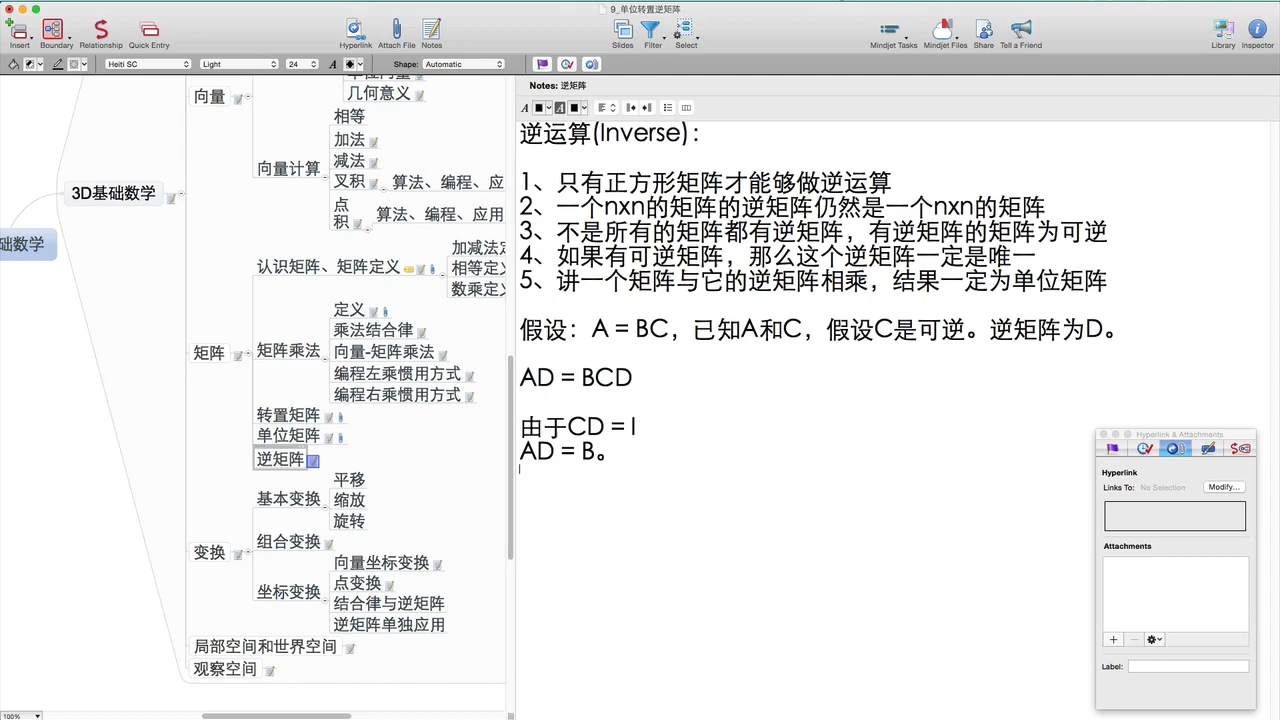 9_单位转置逆矩阵
Insert
Boundary
Relationship
Quick Entry
Hyperlink
Attach File
Notes
Slides
Filter
Select
Mindjet Tasks
Mindjet Files
Share
Tell a Friend
Library
Inspector
Heiti SC
Light
24
Shape:
Automatic
Notes: 逆矩阵
础数学
3D基础数学
向量
单位向量
几何意义
向量计算
相等
加法
减法
叉积
算法、编程、应
点
积
算法、编程、应用
矩阵
认识矩阵、矩阵定义
加减法定
相等定义
数乘定义
矩阵乘法
定义
乘法结合律
向量-矩阵乘法
编程左乘惯用方式
编程右乘惯用方式
转置矩阵
单位矩阵
逆矩阵
变换
基本变换
平移
缩放
旋转
组合变换
坐标变换
向量坐标变换
点变换
结合律与逆矩阵
逆矩阵单独应用
局部空间和世界空间
观察空间
100%
逆运算(Inverse)：
1、只有正方形矩阵才能够做逆运算
2、一个nxn的矩阵的逆矩阵仍然是一个nxn的矩阵
3、不是所有的矩阵都有逆矩阵，有逆矩阵的矩阵为可逆
4、如果有可逆矩阵，那么这个逆矩阵一定是唯一
5、讲一个矩阵与它的逆矩阵相乘，结果一定为单位矩阵
假设：A = BC，已知A和C，假设C是可逆。逆矩阵为D。
AD = BCD
由于CD = I
AD = B。
Hyperlink & Attachments
Hyperlink
Links To: No Selection
Modify...
Attachments
Label: